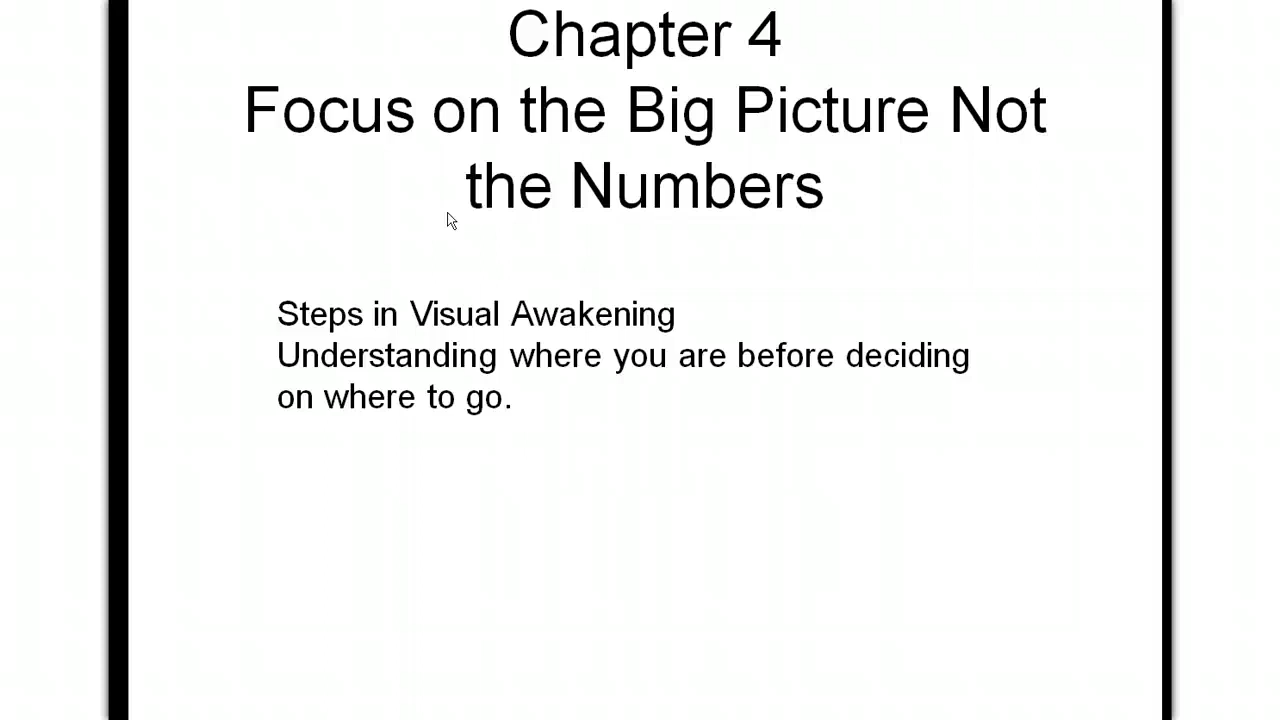 Chapter 4
Focus on the Big Picture Not
the Numbers
Steps in Visual Awakening
Understanding where you are before deciding
on where to go.